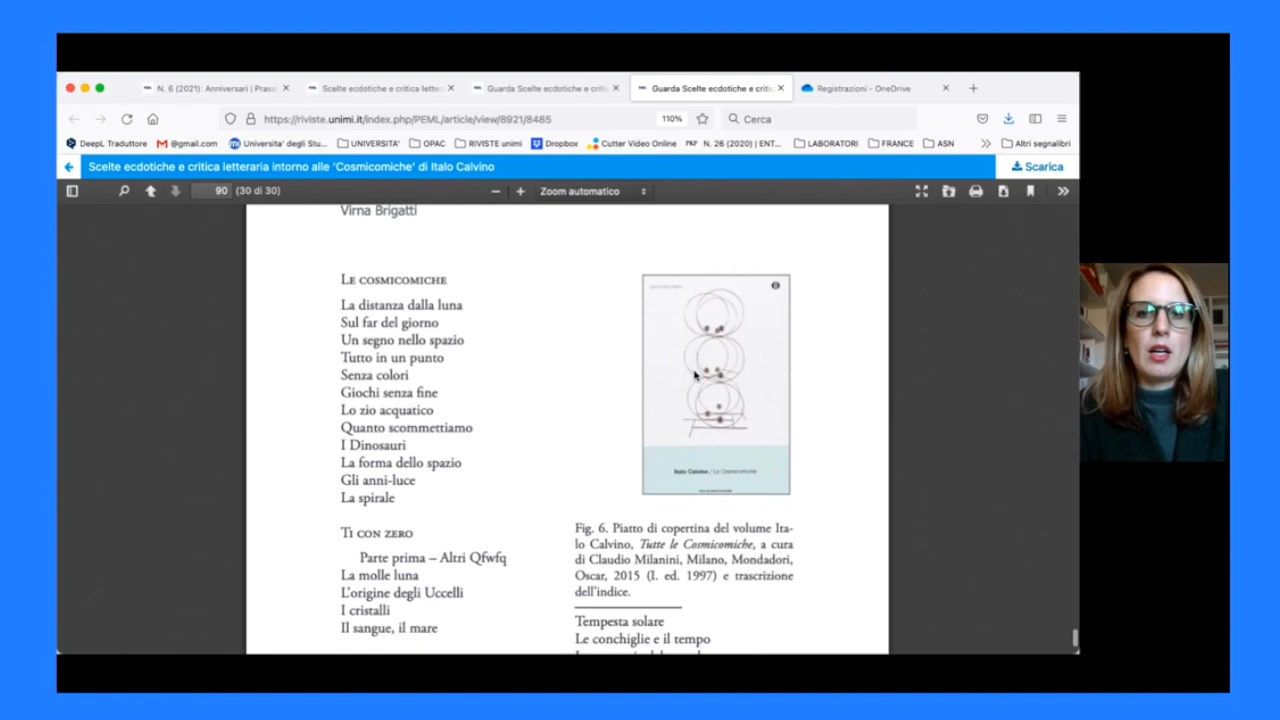 N. 6 (2021): Anniversari | Prass
Scelte ecdotiche e critica letter
Guarda Scelte ecdotiche e criti
Guarda Scelte ecdotiche e critic
Registrazioni - OneDrive
https://riviste.unimi.it/index.php/PEML/article/view/8921/8485
110%
Cerca
DeepL Traduttore
@gmail.com
Universita' degli Stu...
UNIVERSITA'
OPAC
RIVISTE unimi
Dropbox
Cutter Video Online
N. 26 (2020) | ENT...
LABORATORI
FRANCE
ASN
Altri segnalibri
Scelte ecdotiche e critica letteraria intorno alle 'Cosmicomiche' di Italo Calvino
Scarica
90 (30 di 30)
Zoom automatico
Virna Brigatti
LE COSMICOMICHE
La distanza dalla luna
Sul far del giorno
Un segno nello spazio
Tutto in un punto
Senza colori
Giochi senza fine
Lo zio acquatico
Quanto scommettiamo
I Dinosauri
La forma dello spazio
Gli anni-luce
La spirale
TI CON ZERO
Parte prima – Altri Qfwfq
La molle luna
L'origine degli Uccelli
I cristalli
Il sangue, il mare
Italo Calvino / Le Cosmicomiche
Fig. 6. Piatto di copertina del volume Ita-
lo Calvino, Tutte le Cosmicomiche, a cura
di Claudio Milanini, Milano, Mondadori,
Oscar, 2015 (I. ed. 1997) e trascrizione
dell'indice.
Tempesta solare
Le conchiglie e il tempo